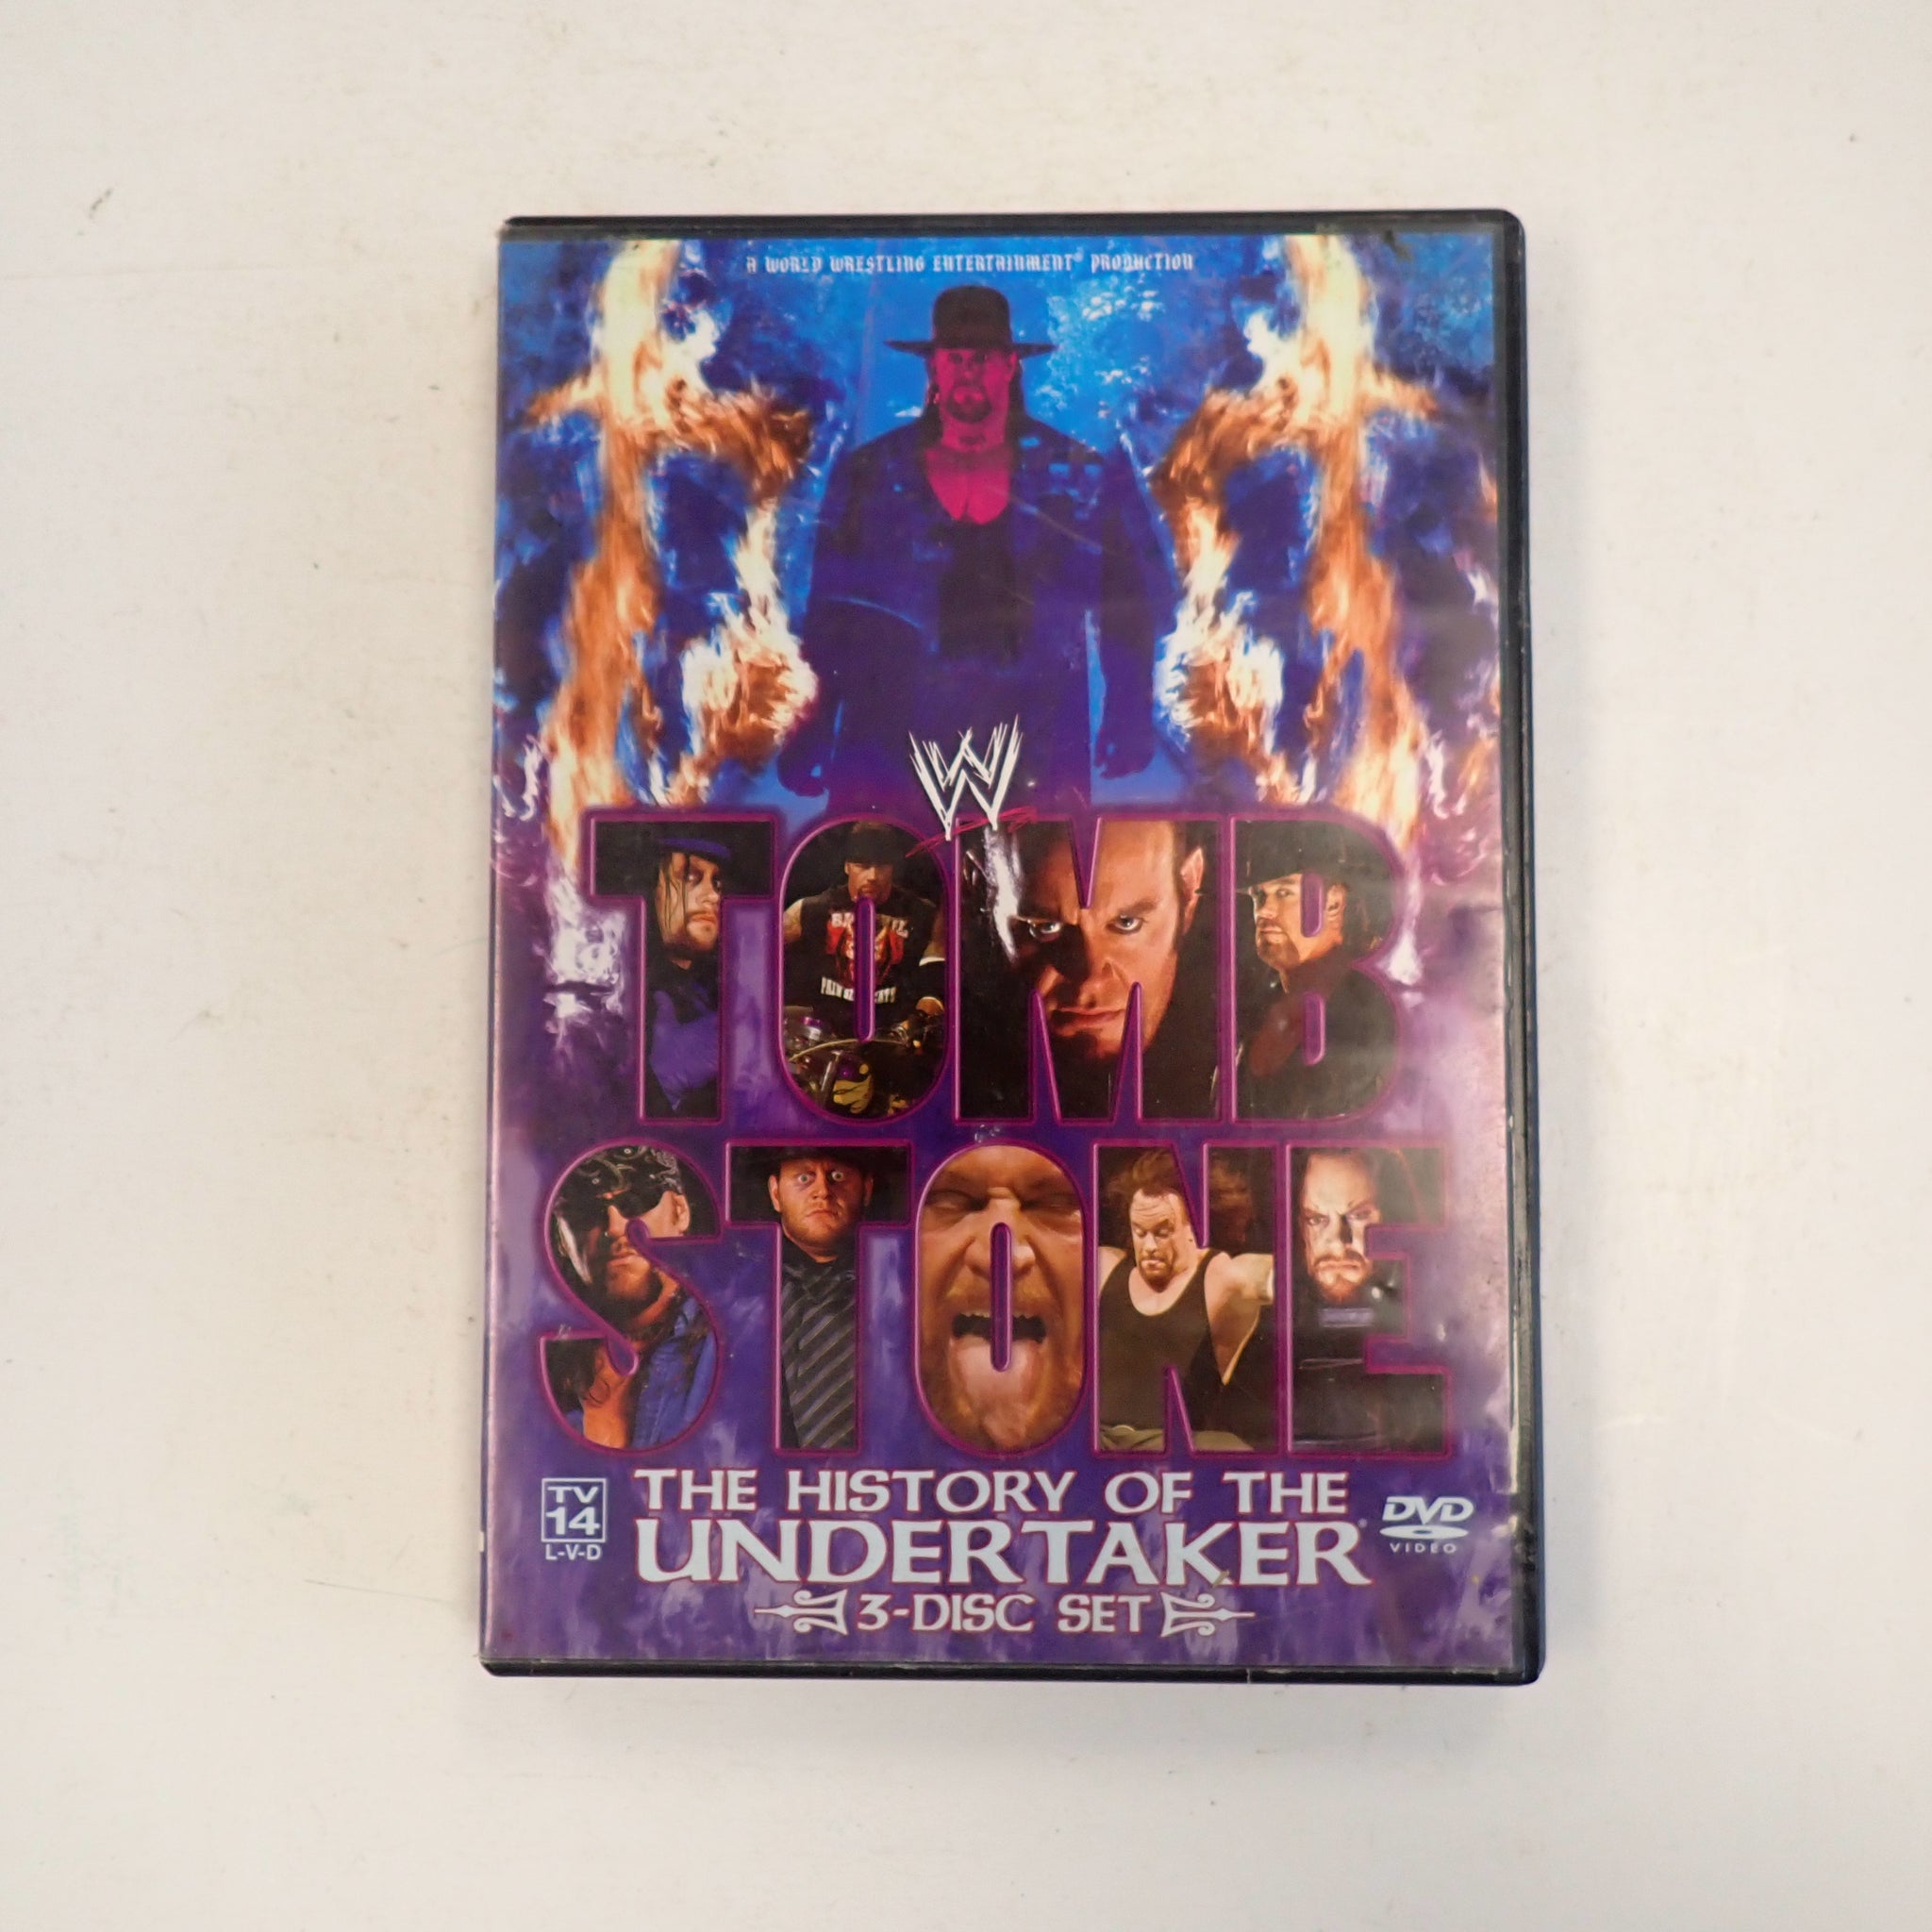 A WORLD WRESTLING ENTERTAINMENT® PRODUCTION
W
TOMB
STONE
THE HISTORY OF THE
UNDERTAKER®
3-DISC SET
TV
14
L-V-D
DVD
VIDEO